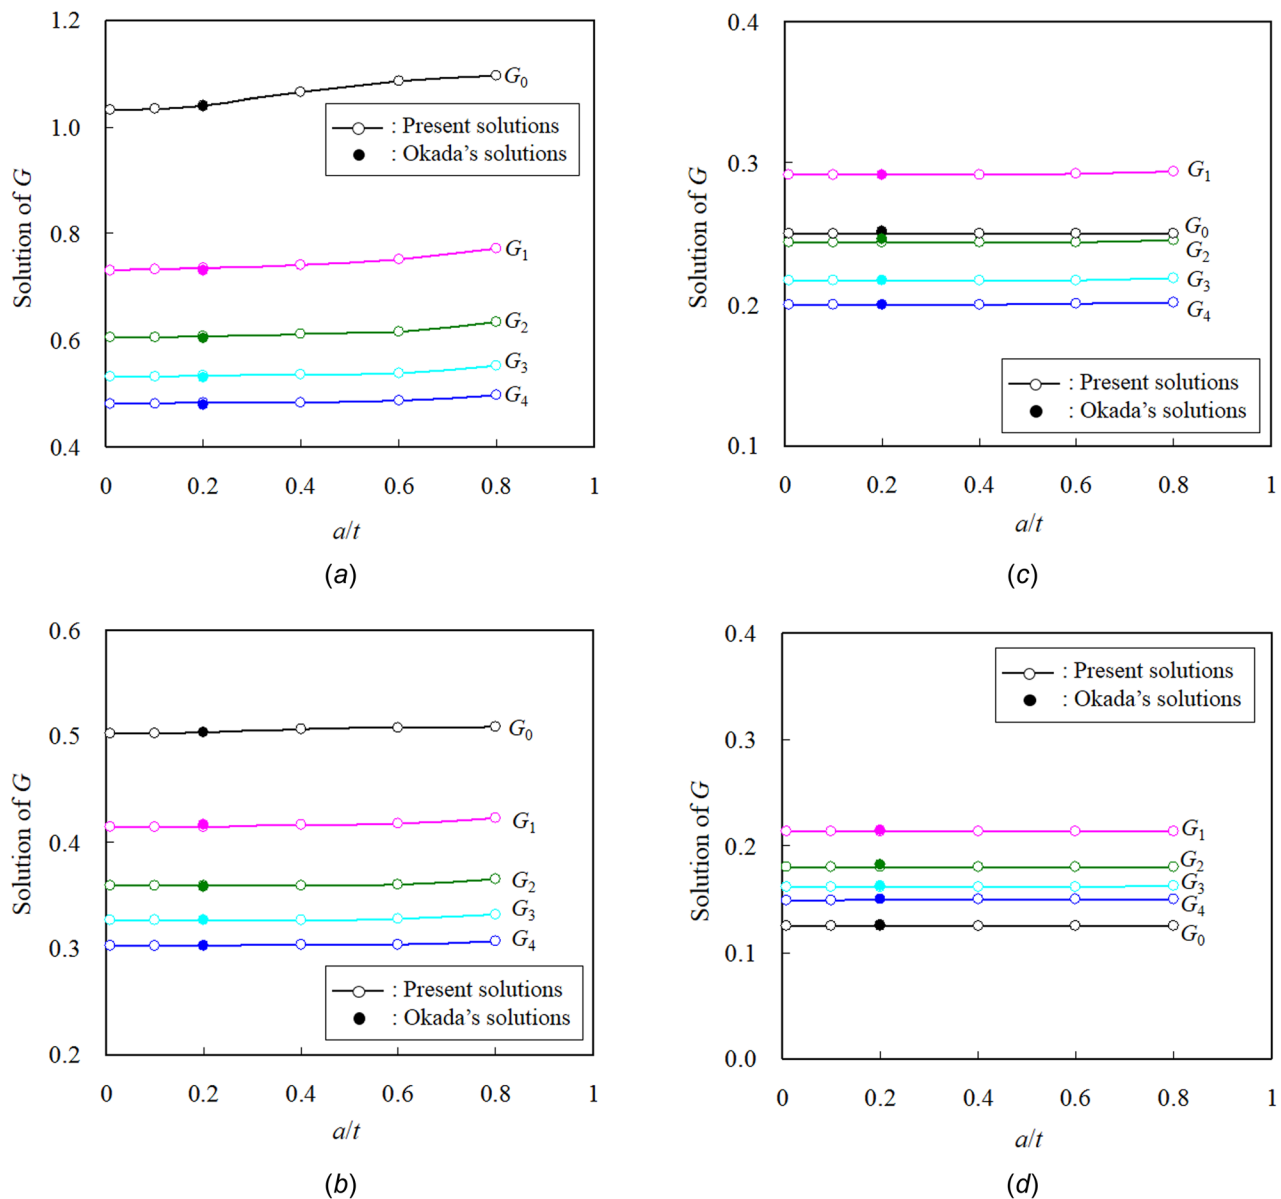 1.2
1.0
0.8
0.6
0.4
Solution of G
G0
G1
G2
G3
G4
: Present solutions
: Okada's solutions
0 0.2 0.4 0.6 0.8 1
a/t
(a)
0.4
0.3
0.2
0.1
Solution of G
G1
G0
G2
G3
G4
: Present solutions
: Okada's solutions
0 0.2 0.4 0.6 0.8 1
a/t
(c)
0.6
0.5
0.4
0.3
0.2
Solution of G
G0
G1
G2
G3
G4
: Present solutions
: Okada's solutions
0 0.2 0.4 0.6 0.8 1
a/t
(b)
0.4
0.3
0.2
0.1
0.0
Solution of G
: Present solutions
: Okada's solutions
G1
G2
G3
G4
G0
0 0.2 0.4 0.6 0.8 1
a/t
(d)